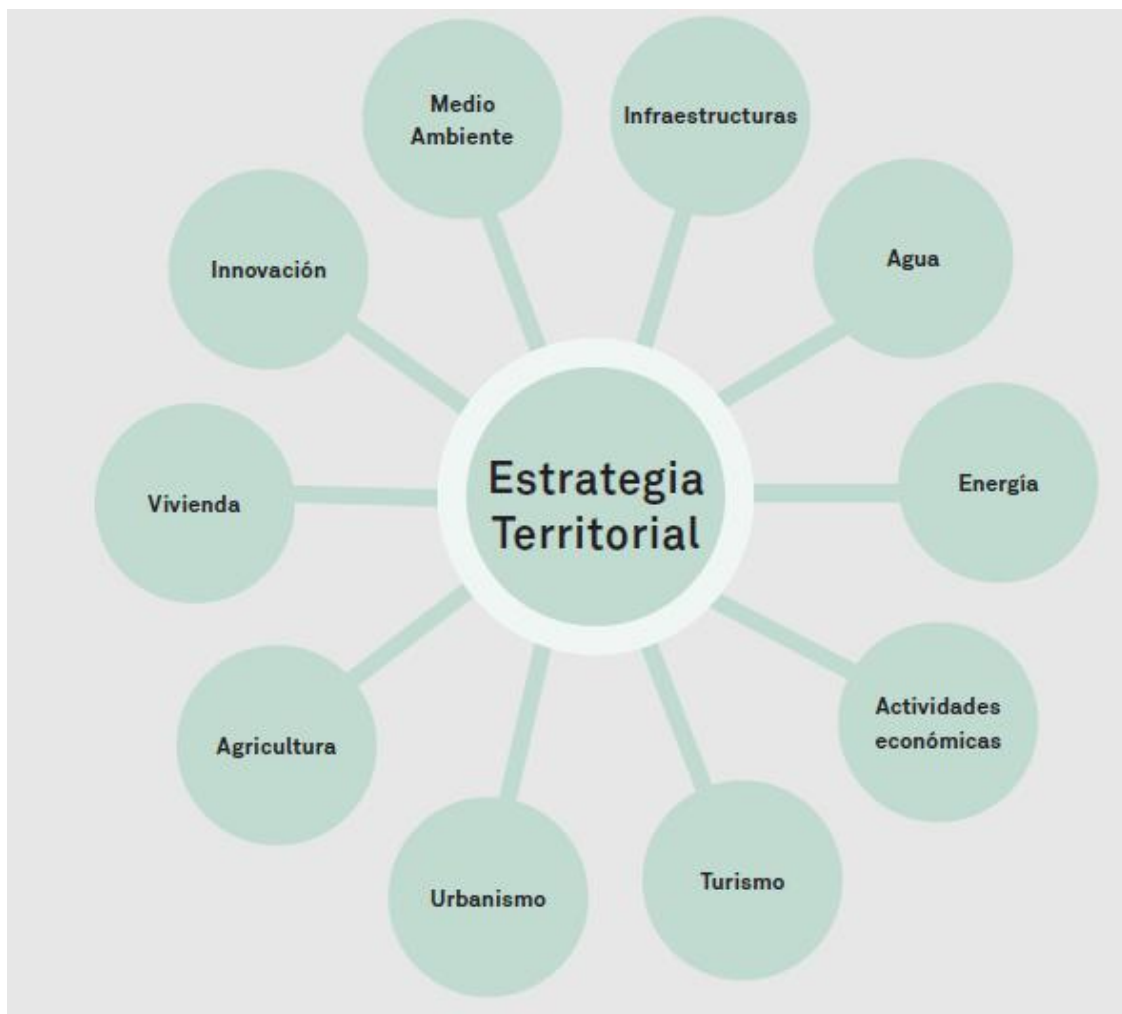 Medio
Ambiente
Infraestructuras
Innovación
Agua
Estrategia
Territorial
Energía
Vivienda
Actividades
económicas
Agricultura
Turismo
Urbanismo